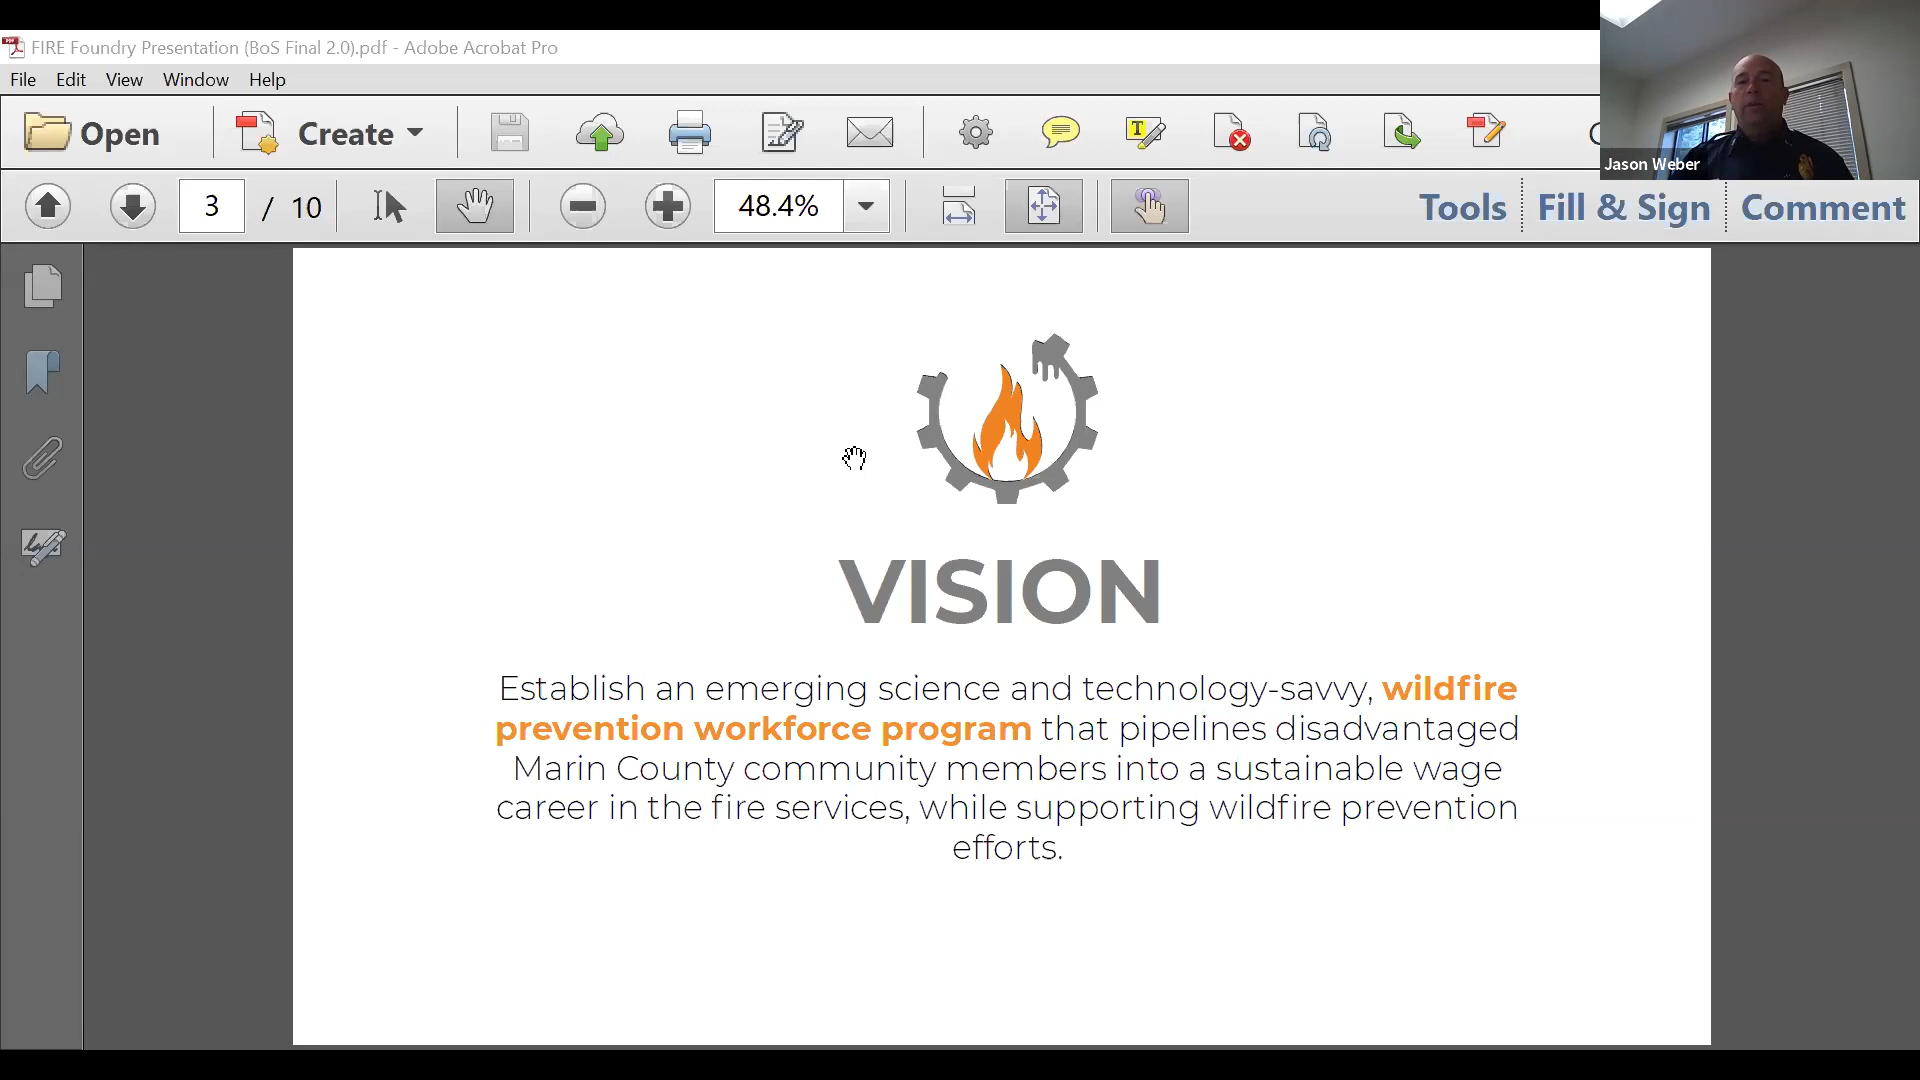 FIRE Foundry Presentation (BoS Final 2.0).pdf - Adobe Acrobat Pro
File Edit View Window Help
Open Create
Jason Weber
3 / 10 48.4% Tools Fill & Sign Comment
VISION
Establish an emerging science and technology-savvy, wildfire
prevention workforce program that pipelines disadvantaged
Marin County community members into a sustainable wage
career in the fire services, while supporting wildfire prevention
efforts.